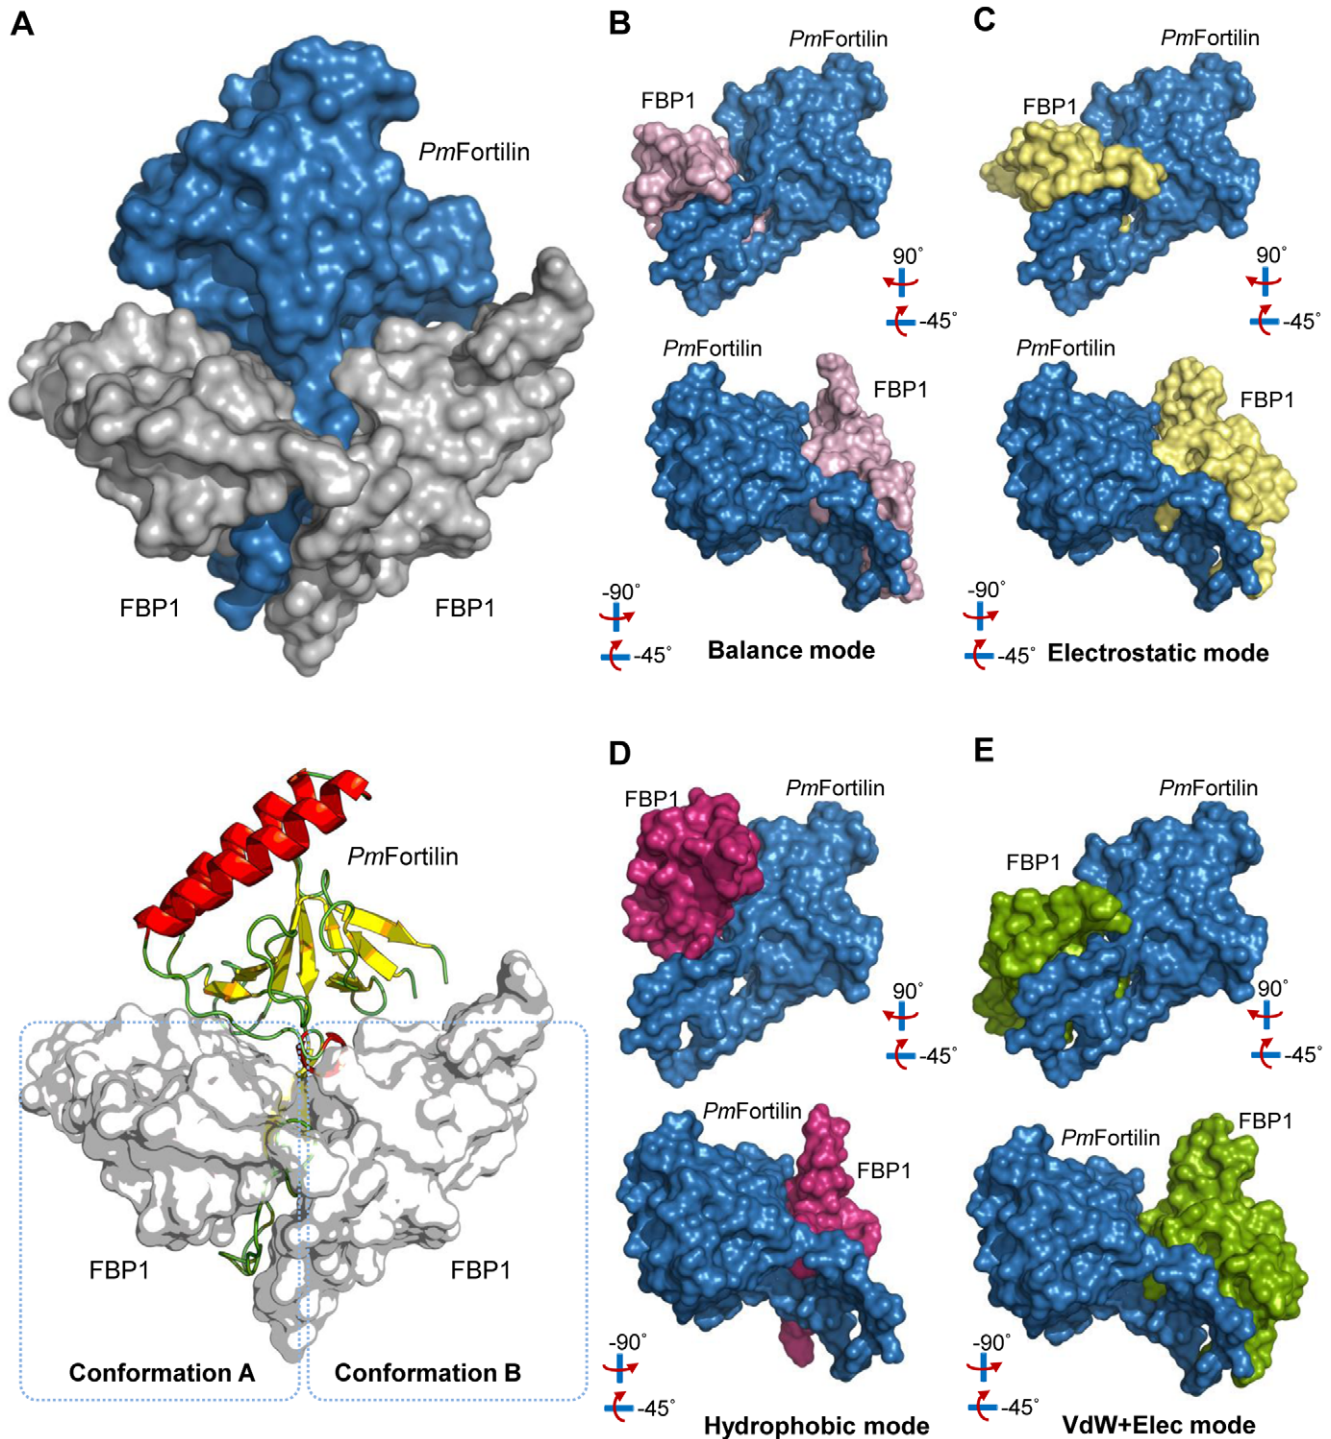 A
PmFortilin
FBP1
FBP1
PmFortilin
FBP1
FBP1
Conformation A
Conformation B
B
PmFortilin
FBP1
90°
-45°
PmFortilin
FBP1
-90°
-45°
Balance mode
C
PmFortilin
FBP1
90°
-45°
PmFortilin
FBP1
-90°
-45°
Electrostatic mode
D
PmFortilin
FBP1
90°
-45°
PmFortilin
FBP1
-90°
-45°
Hydrophobic mode
E
PmFortilin
FBP1
90°
-45°
FBP1
PmFortilin
-90°
-45°
VdW+Elec mode